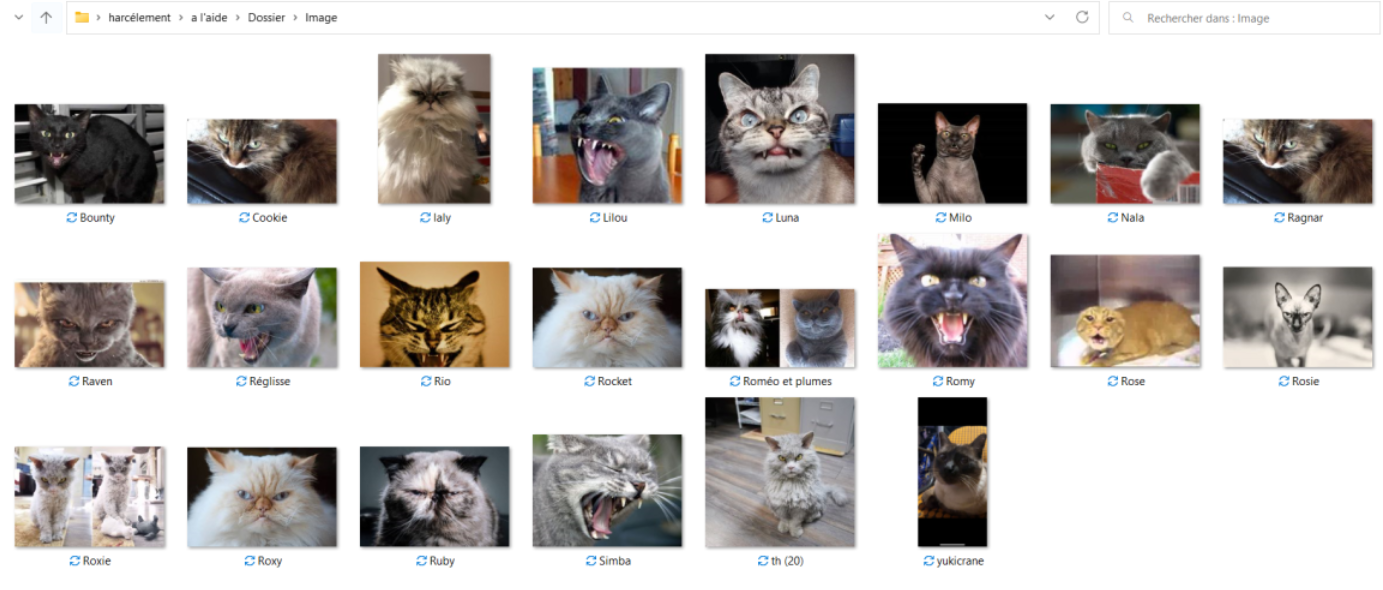 harcélement > a l'aide > Dossier > Image
Rechercher dans : Image
Bounty
Cookie
Ialy
Lilou
Luna
Milo
Nala
Ragnar
Raven
Réglisse
Rio
Rocket
Roméo et plumes
Romy
Rose
Rosie
Roxie
Roxy
Ruby
Simba
th (20)
yukicrane